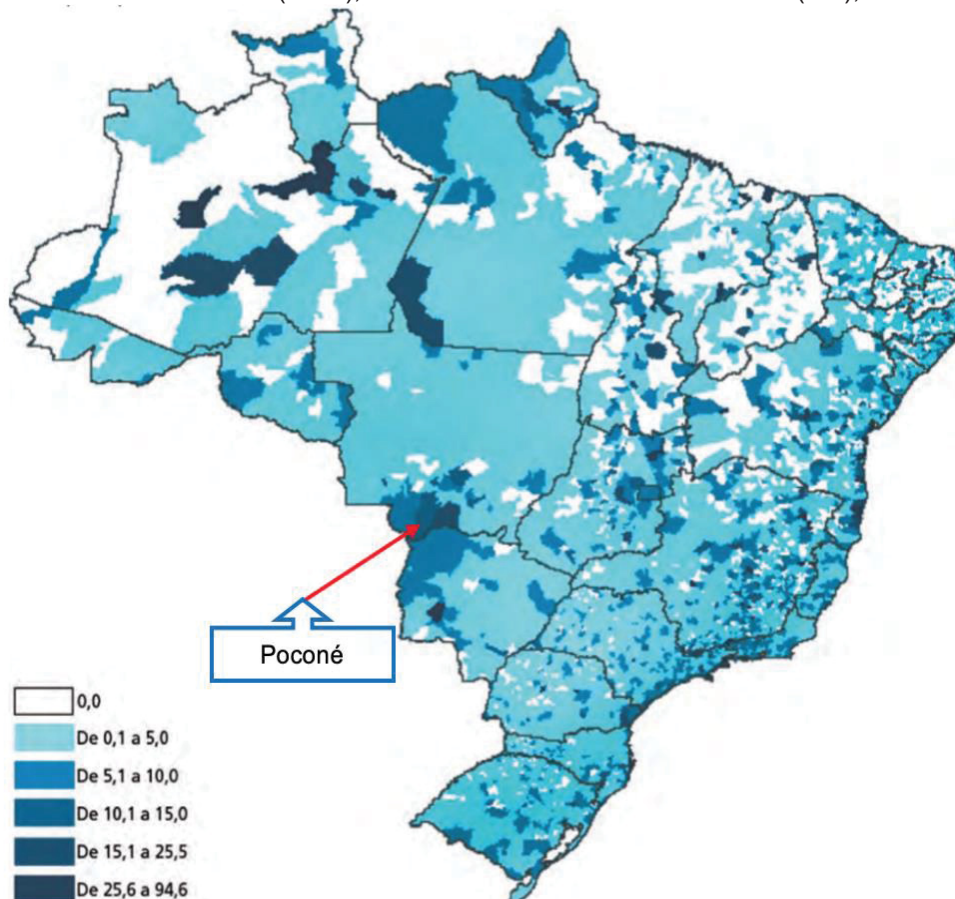 Poconé
0,0
De 0,1 a 5,0
De 5,1 a 10,0
De 10,1 a 15,0
De 15,1 a 25,5
De 25,6 a 94,6